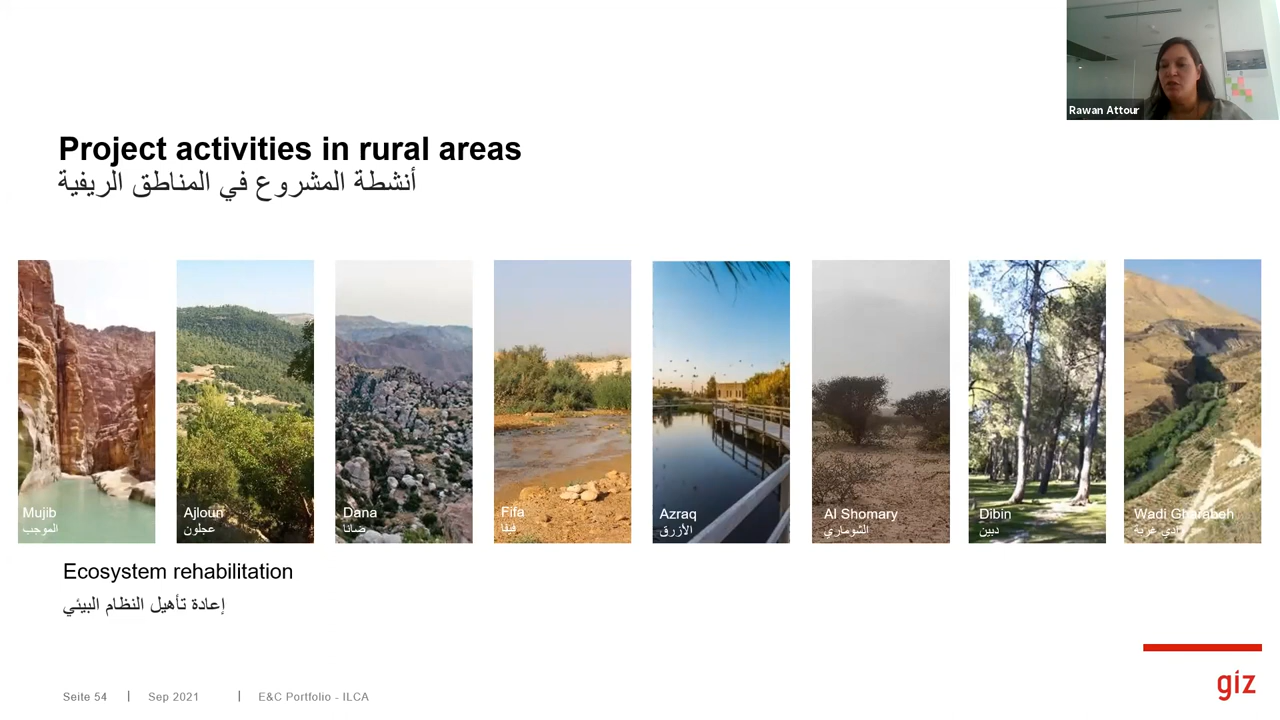 Rawan Attour
Project activities in rural areas
أنشطة المشروع في المناطق الريفية
Mujib
الموجب
Ajloun
عجلون
Dana
ضانا
Fifa
فيفا
Azraq
الأزرق
Al Shomary
الشوماري
Dibin
دبين
Wadi Gharabah
وادي غربة
Ecosystem rehabilitation
إعادة تأهيل النظام البيئي
Seite 54 | Sep 2021 | E&C Portfolio - ILCA
giz